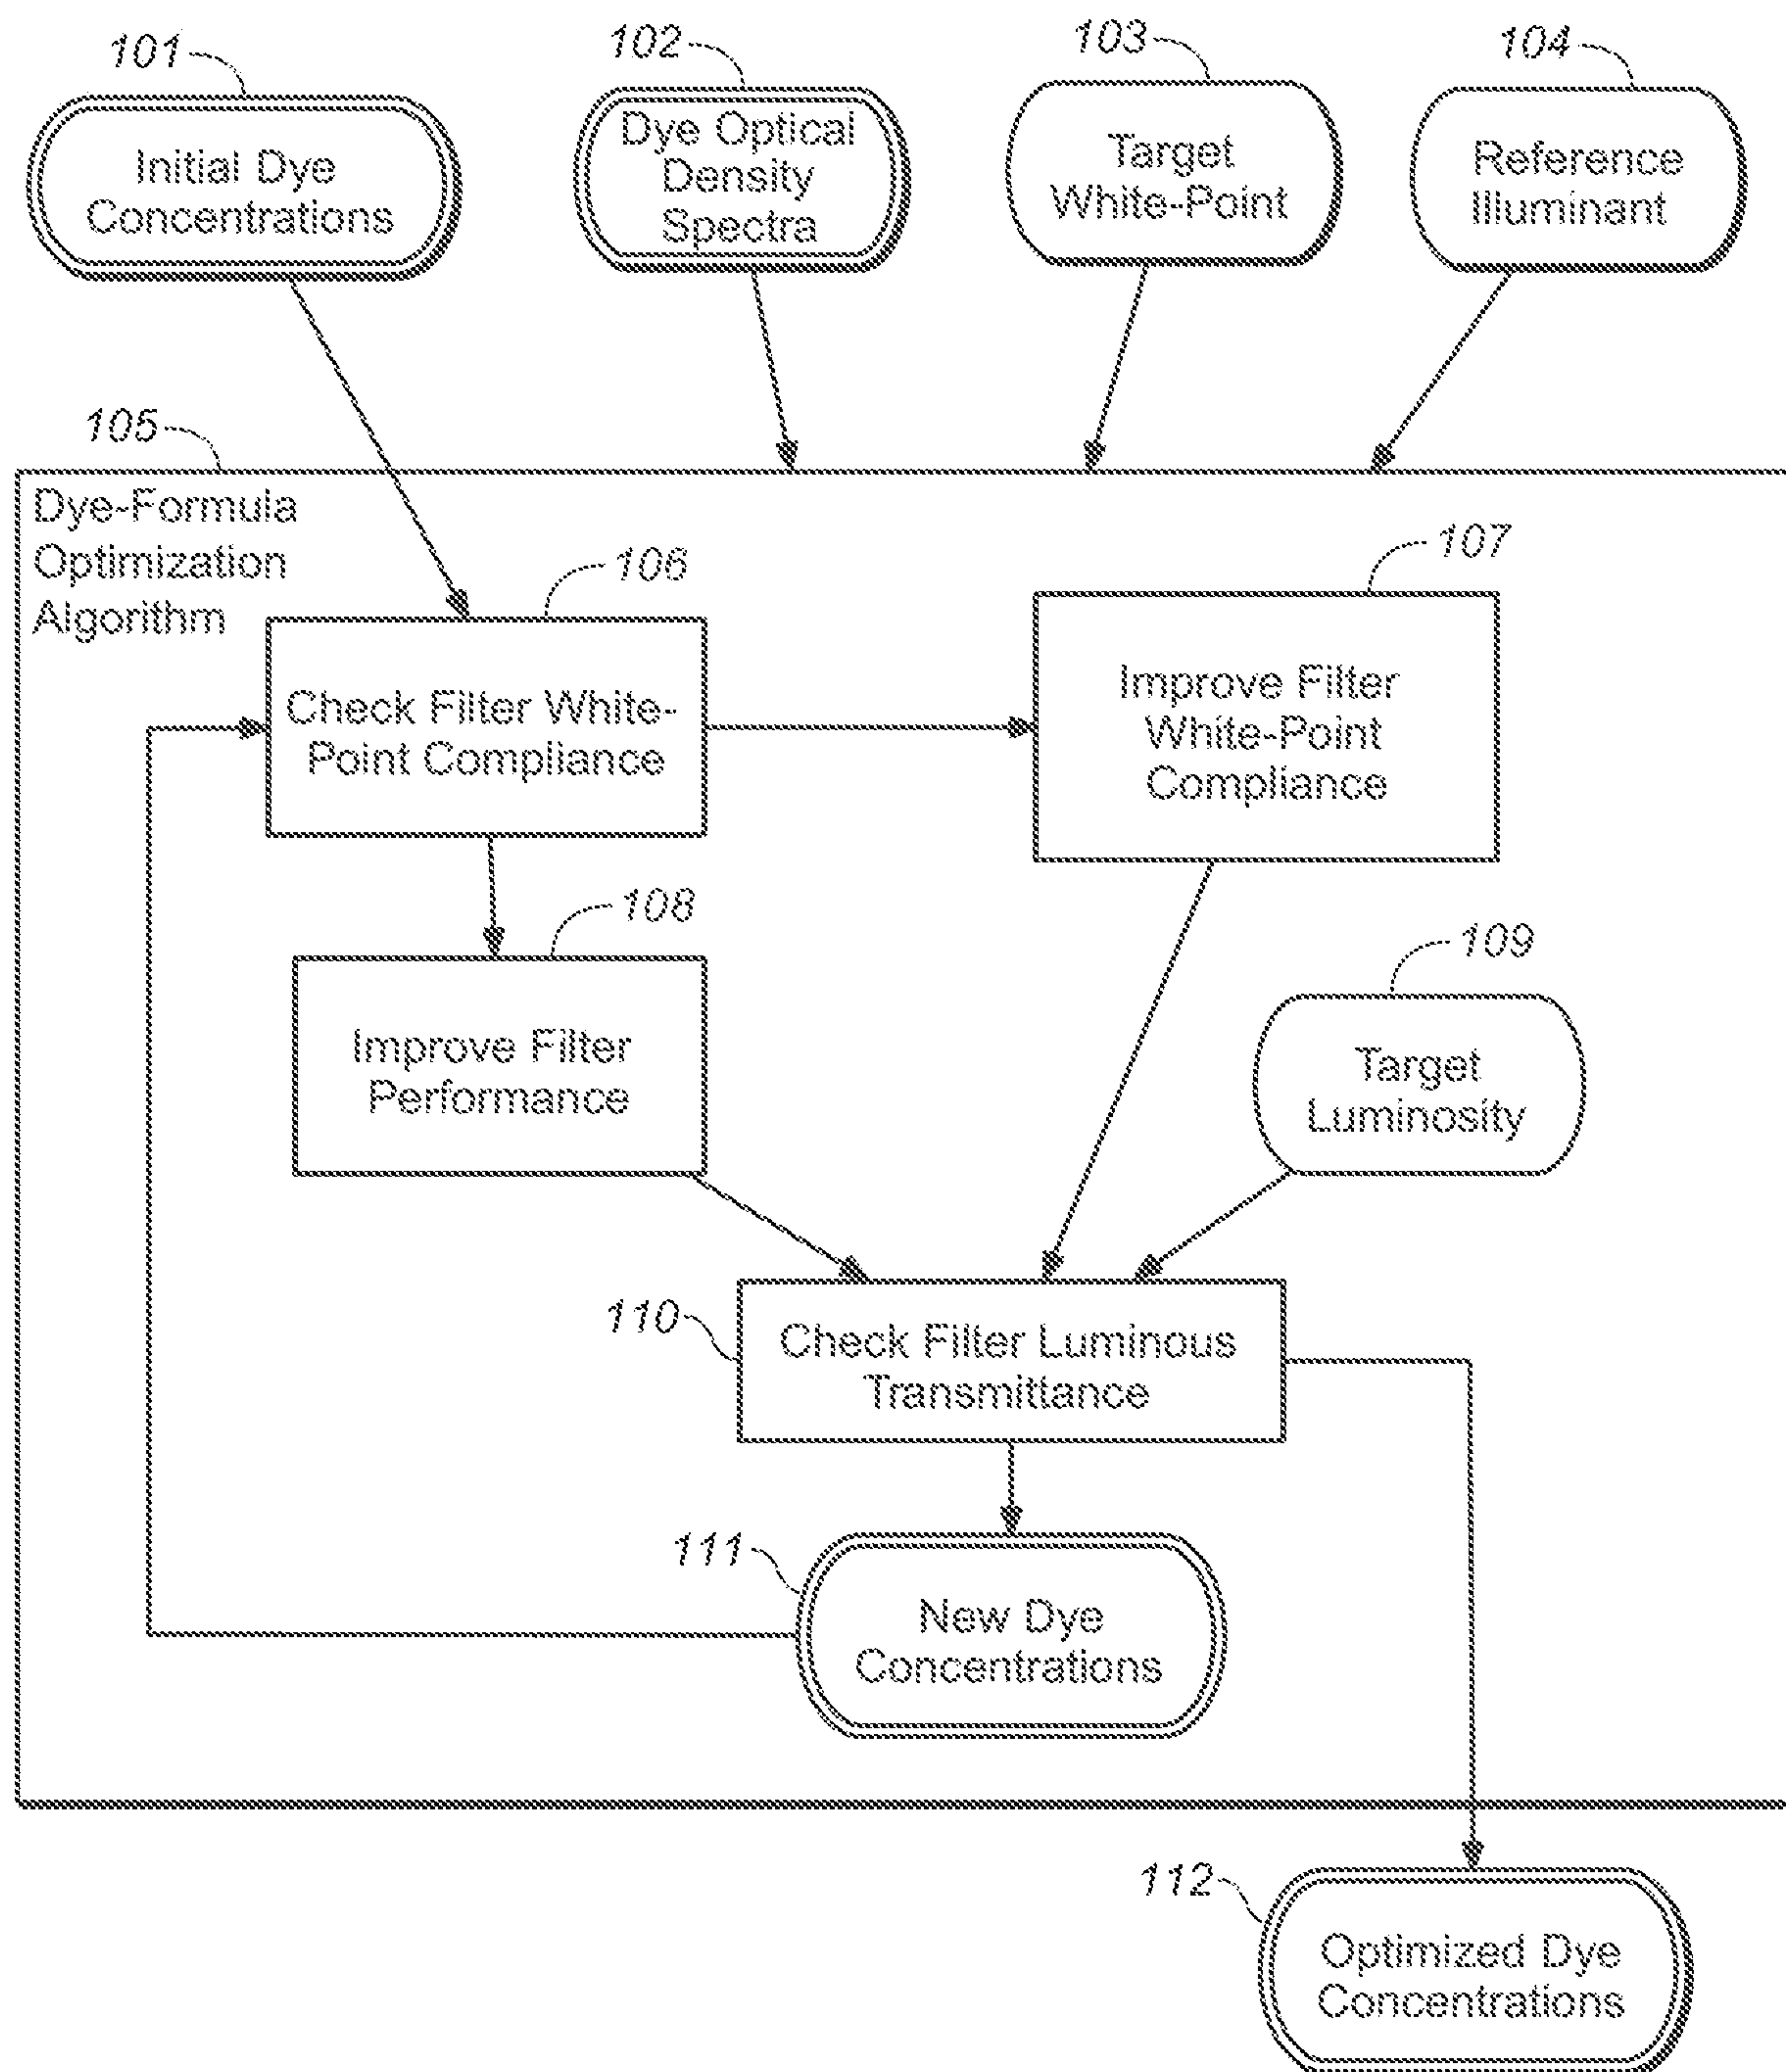 101
102
103
104
Initial Dye
Concentrations
Dye Optical
Density
Spectra
Target
White-Point
Reference
Illuminant
105
Dye-Formula
Optimization
Algorithm
106
107
Check Filter White-
Point Compliance
Improve Filter
White-Point
Compliance
108
109
Improve Filter
Performance
Target
Luminosity
110
Check Filter Luminous
Transmittance
111
New Dye
Concentrations
112
Optimized Dye
Concentrations